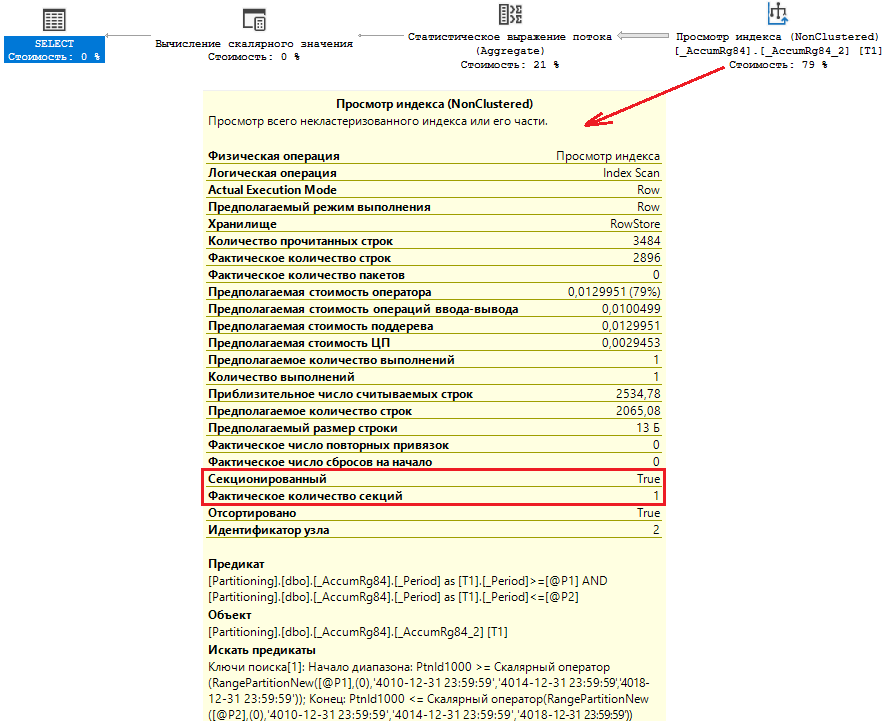 SELECT
Стоимость: 0 %
Вычисление скалярного значения
Стоимость: 0 %
Статистическое выражение потока
(Aggregate)
Стоимость: 21 %
Просмотр индекса (NonClustered)
[_AccumRg84].[_AccumRg84_2] [T1]
Стоимость: 79 %
Просмотр индекса (NonClustered)
Просмотр всего некластеризованного индекса или его части.
Физическая операция Просмотр индекса
Логическая операция Index Scan
Actual Execution Mode Row
Предполагаемый режим выполнения Row
Хранилище RowStore
Количество прочитанных строк 3484
Фактическое количество строк 2896
Фактическое количество пакетов 0
Предполагаемая стоимость оператора 0,0129951 (79%)
Предполагаемая стоимость операций ввода-вывода 0,0100499
Предполагаемая стоимость поддерева 0,0129951
Предполагаемая стоимость ЦП 0,0029453
Предполагаемое количество выполнений 1
Количество выполнений 1
Приблизительное число считываемых строк 2534,78
Предполагаемое количество строк 2065,08
Предполагаемый размер строки 13 Б
Фактическое число повторных привязок 0
Фактическое число сбросов на начало 0
Секционированный True
Фактическое количество секций 1
Отсортировано True
Идентификатор узла 2
Предикат
[Partitioning].[dbo].[_AccumRg84].[_Period] as [T1].[_Period]>=[@P1] AND
[Partitioning].[dbo].[_AccumRg84].[_Period] as [T1].[_Period]<=[@P2]
Объект
[Partitioning].[dbo].[_AccumRg84].[_AccumRg84_2] [T1]
Искать предикаты
Ключи поиска[1]: Начало диапазона: PtnId1000 >= Скалярный оператор
(RangePartitionNew([@P1],(0),'4010-12-31 23:59:59','4014-12-31 23:59:59','4018-
12-31 23:59:59')); Конец: PtnId1000 <= Скалярный оператор(RangePartitionNew
([@P2],(0),'4010-12-31 23:59:59','4014-12-31 23:59:59','4018-12-31 23:59:59'))